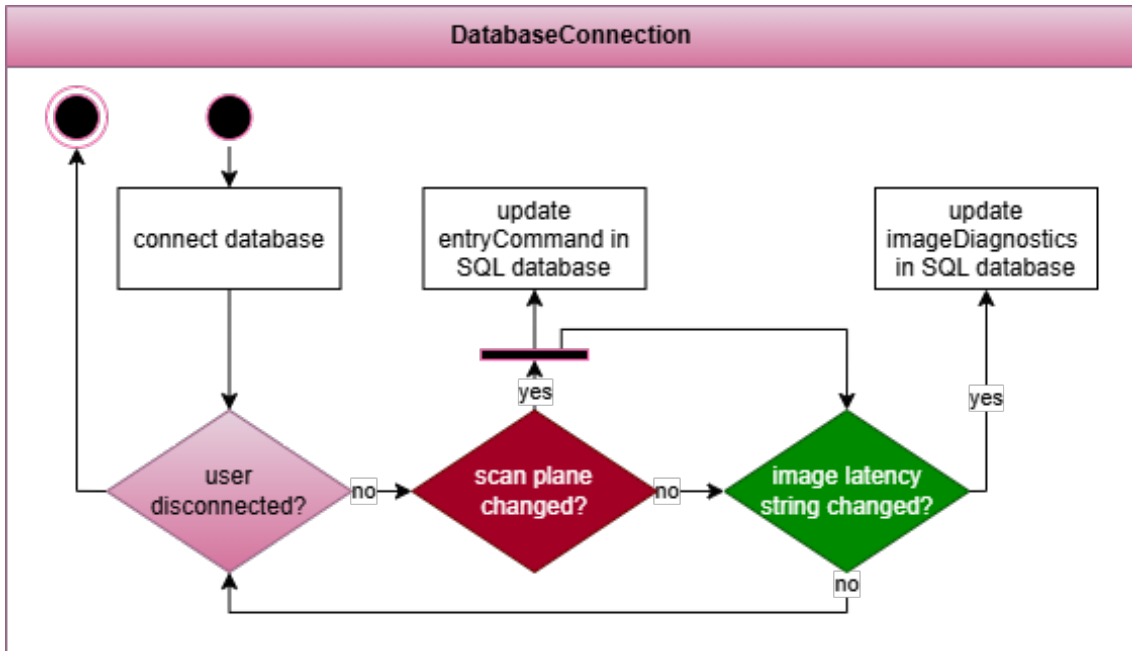 DatabaseConnection
connect database
update
entryCommand in
SQL database
update
imageDiagnostics
in SQL database
yes
yes
user
disconnected?
no
scan plane
changed?
no
image latency
string changed?
no